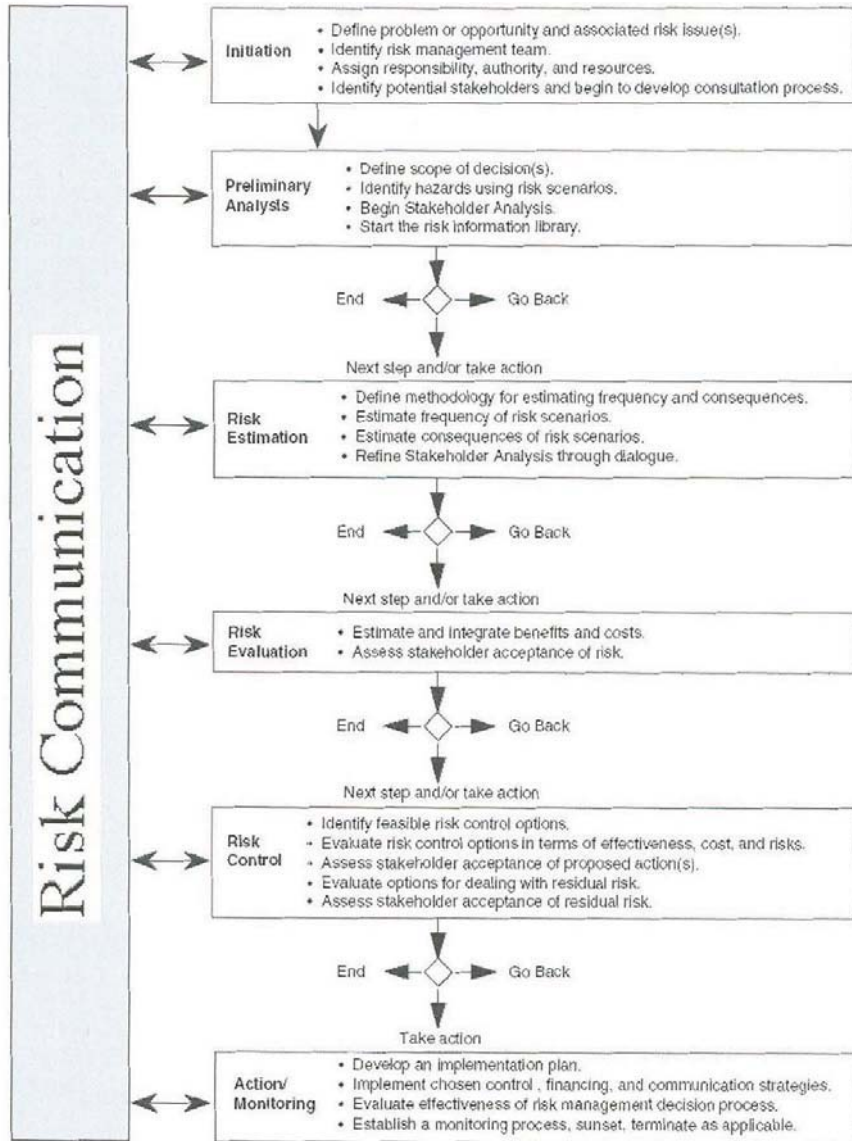 Risk Communication
Initiation
• Define problem or opportunity and associated risk issue(s).
• Identify risk management team.
• Assign responsibility, authority, and resources.
• Identify potential stakeholders and begin to develop consultation process.
Preliminary
Analysts
• Define scope of decision(s).
• Identify hazards using risk scenarios.
• Begin Stakeholder Analysis.
• Start the risk information library.
End
Go Back
Next step and/or take action
Risk
Estimation
• Define methodology for estimating frequency and consequences.
• Estimate frequency of risk scenarios.
• Estimate consequences of risk scenarios.
• Refine Stakeholder Analysis through dialogue.
End
Go Back
Next step and/or take action
Risk
Evaluation
• Estimate and integrate benefits and costs.
• Assess stakeholder acceptance of risk.
End
Go Back
Next step and/or take action
Risk
Control
• Identify feasible risk control options.
• Evaluate risk control options in terms of effectiveness, cost, and risks.
• Assess stakeholder acceptance of proposed action(s).
• Evaluate options for dealing with residual risk.
• Assess stakeholder acceptance of residual risk.
End
Go Back
Take action
Action/
Monitoring
• Develop an implementation plan.
• Implement chosen control , financing, and communication strategies.
• Evaluate effectiveness of risk management decision process.
• Establish a monitoring process, sunset, terminate as applicable.